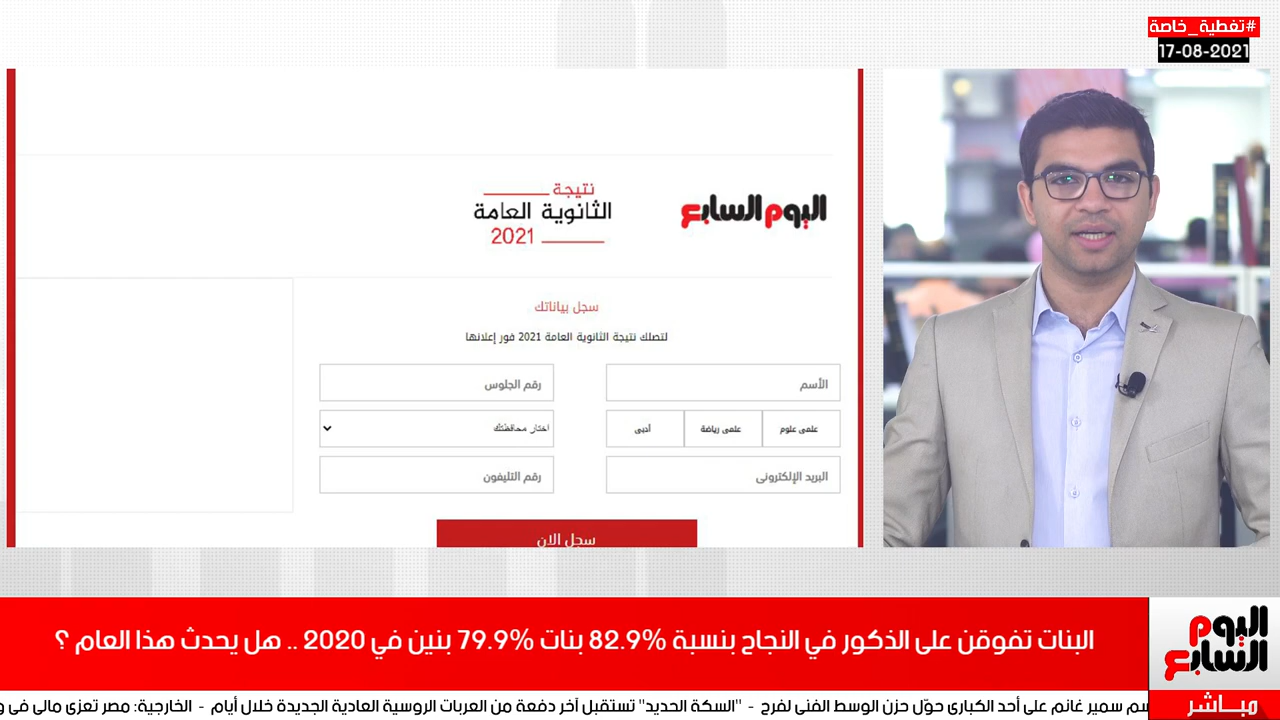 #تغطية_خاصة
17-08-2021
اليوم السابع
نتيجة
الثانوية العامة
2021
سجل بياناتك
لتصلك نتيجة الثانوية العامة 2021 فور إعلانها
الأسم
رقم الجلوس
علمى علوم
علمى رياضة
أدبى
اختار محافظتك
البريد الإلكترونى
رقم التليفون
سجل الان
البنات تفوقن على الذكور في النجاح بنسبة 82.9% بنات 79.9% بنين في 2020 .. هل يحدث هذا العام ؟
اليوم
السابع
مباشر
سم سمير غانم على أحد الكبارى حوّل حزن الوسط الفنى لفرح - "السكة الحديد" تستقبل آخر دفعة من العربات الروسية العادية الجديدة خلال أيام - الخارجية: مصر تعزى مالى فى و